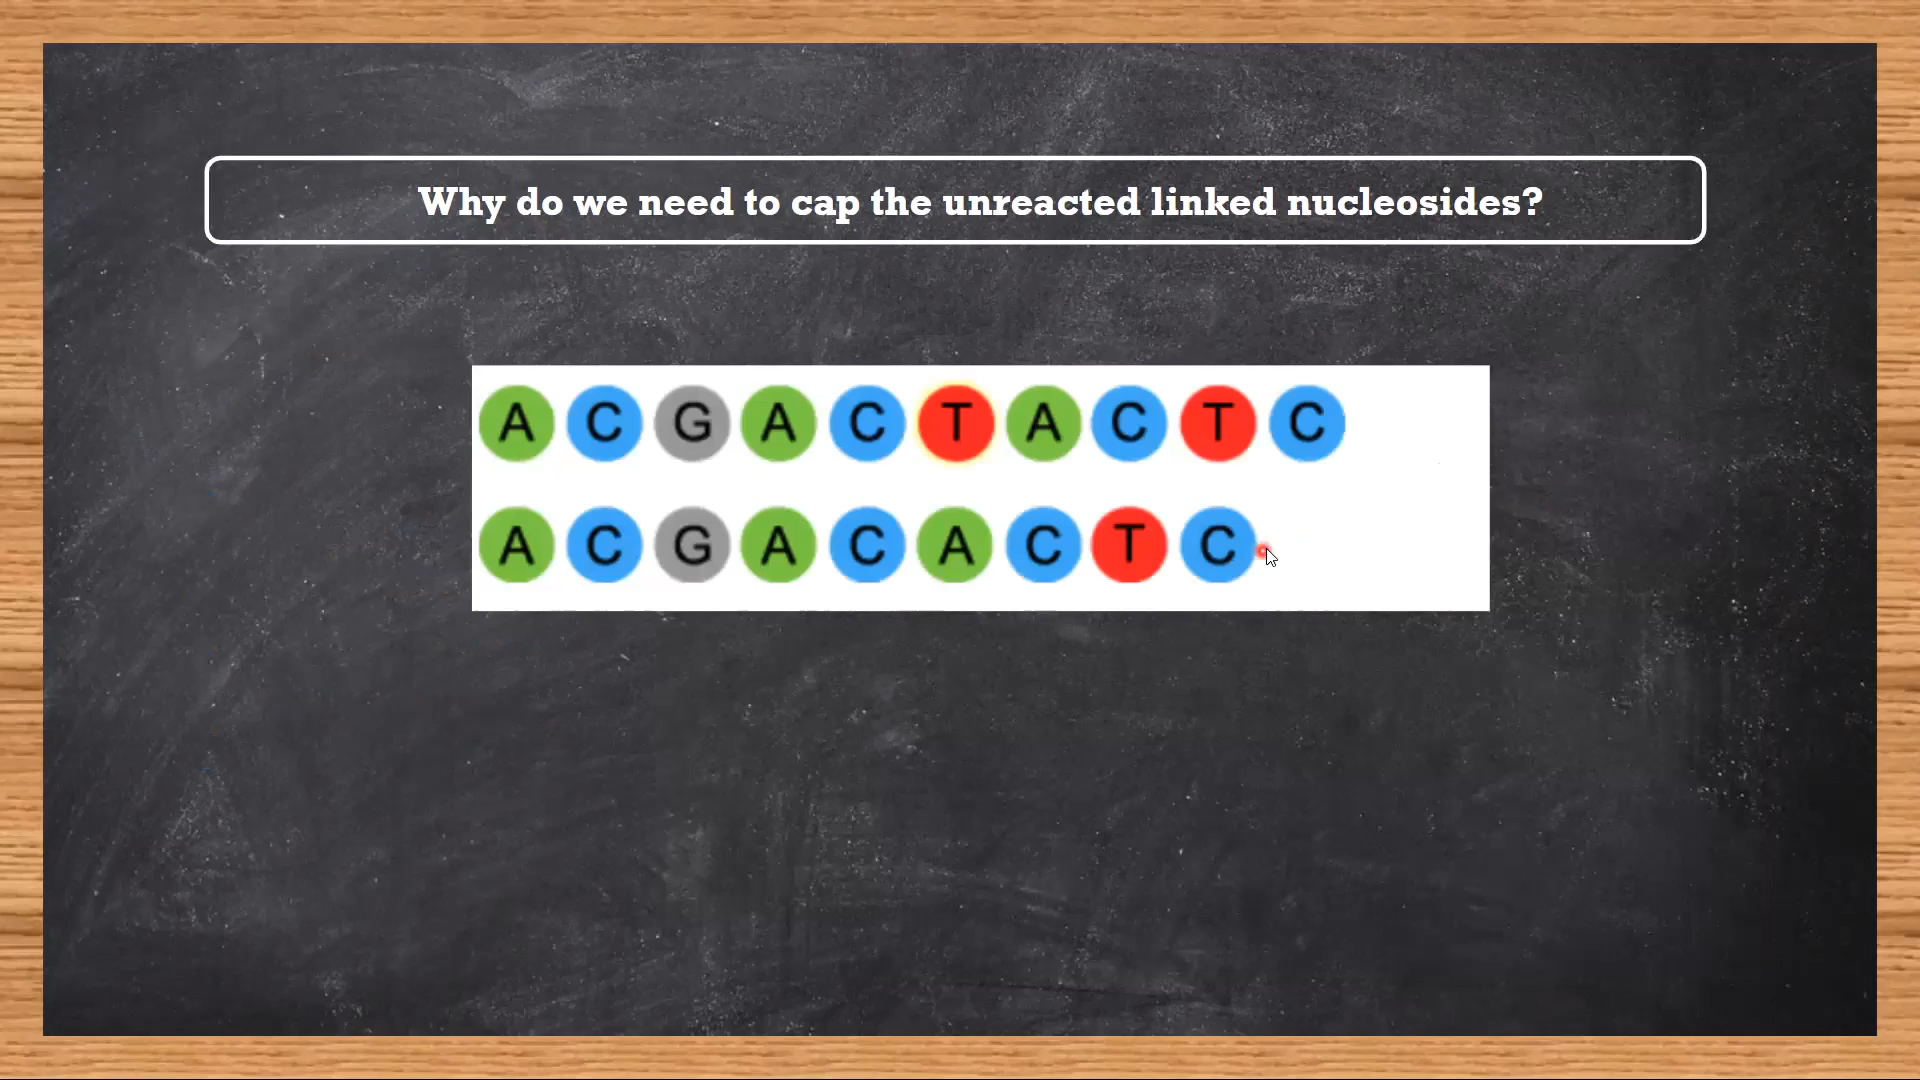 Why do we need to cap the unreacted linked nucleosides?
A C G A C T A C T C
A C G A C A C T C